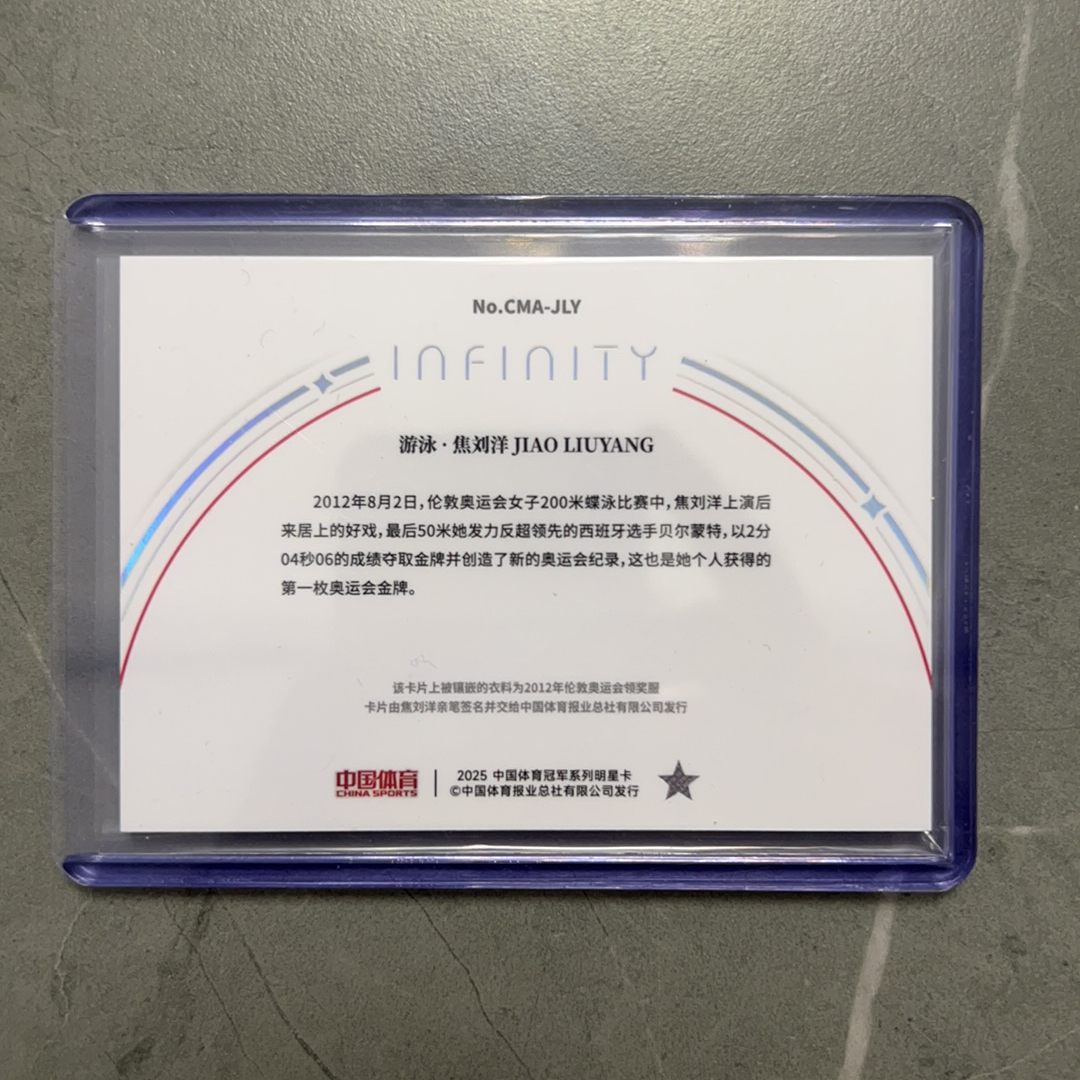 No.CMA-JLY
INFINITY
游泳·焦刘洋 JIAO LIUYANG
2012年8月2日,伦敦奥运会女子200米蝶泳比赛中,焦刘洋上演后
来居上的好戏,最后50米她发力反超领先的西班牙选手贝尔蒙特,以2分
04秒06的成绩夺取金牌并创造了新的奥运会纪录,这也是她个人获得的
第一枚奥运会金牌。
该卡片上被镶嵌的衣料为2012年伦敦奥运会领奖服
卡片由焦刘洋亲笔签名并交给中国体育报业总社有限公司发行
中国体育
CHINA SPORTS
2025 中国体育冠军系列明星卡
©中国体育报业总社有限公司发行